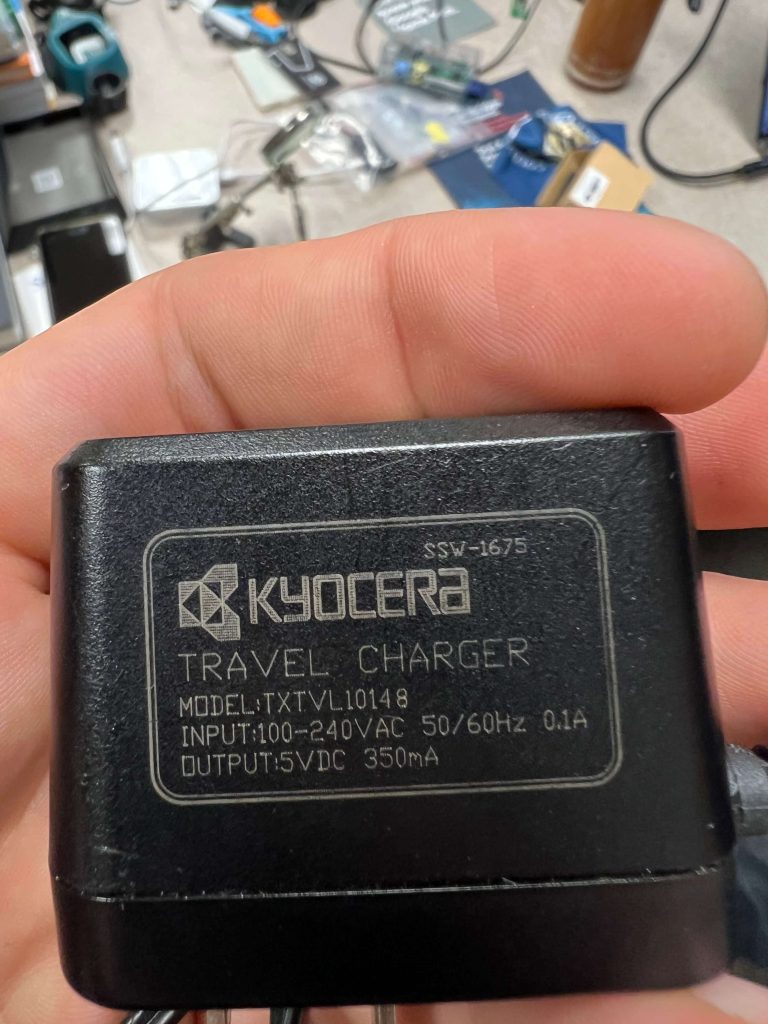 SSW-1675
KYOCERA
TRAVEL CHARGER
MODEL:TXTVL10148
INPUT:100-240VAC 50/60Hz 0.1A
OUTPUT:5VDC 350mA